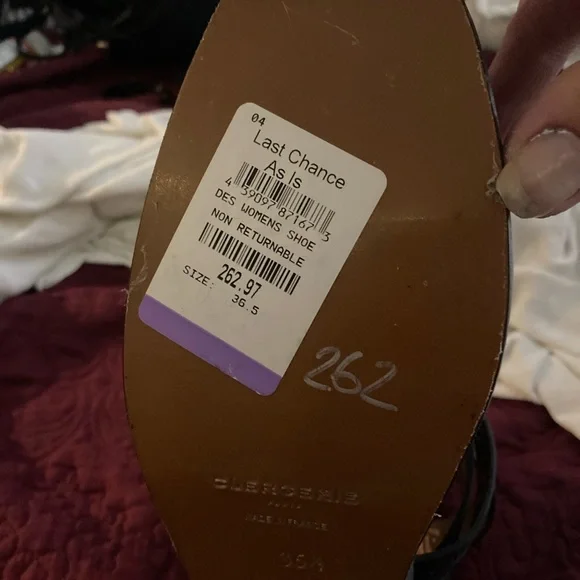 04
Last Chance
As Is
4 39097 87167 3
DES WOMENS SHOE
NON RETURNABLE
262.97
SIZE: 36.5
262
CLERGERIE
PARIS
MADE IN FRANCE